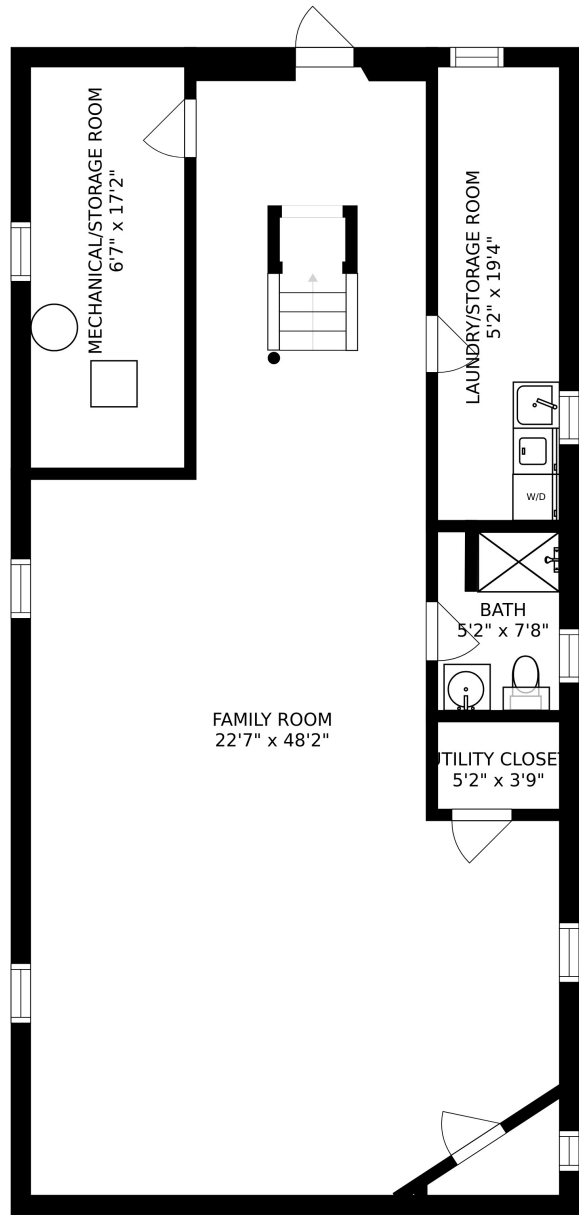 MECHANICAL/STORAGE ROOM
6'7" x 17'2"
LAUNDRY/STORAGE ROOM
5'2" x 19'4"
W/D
BATH
5'2" x 7'8"
FAMILY ROOM
22'7" x 48'2"
UTILITY CLOSET
5'2" x 3'9"